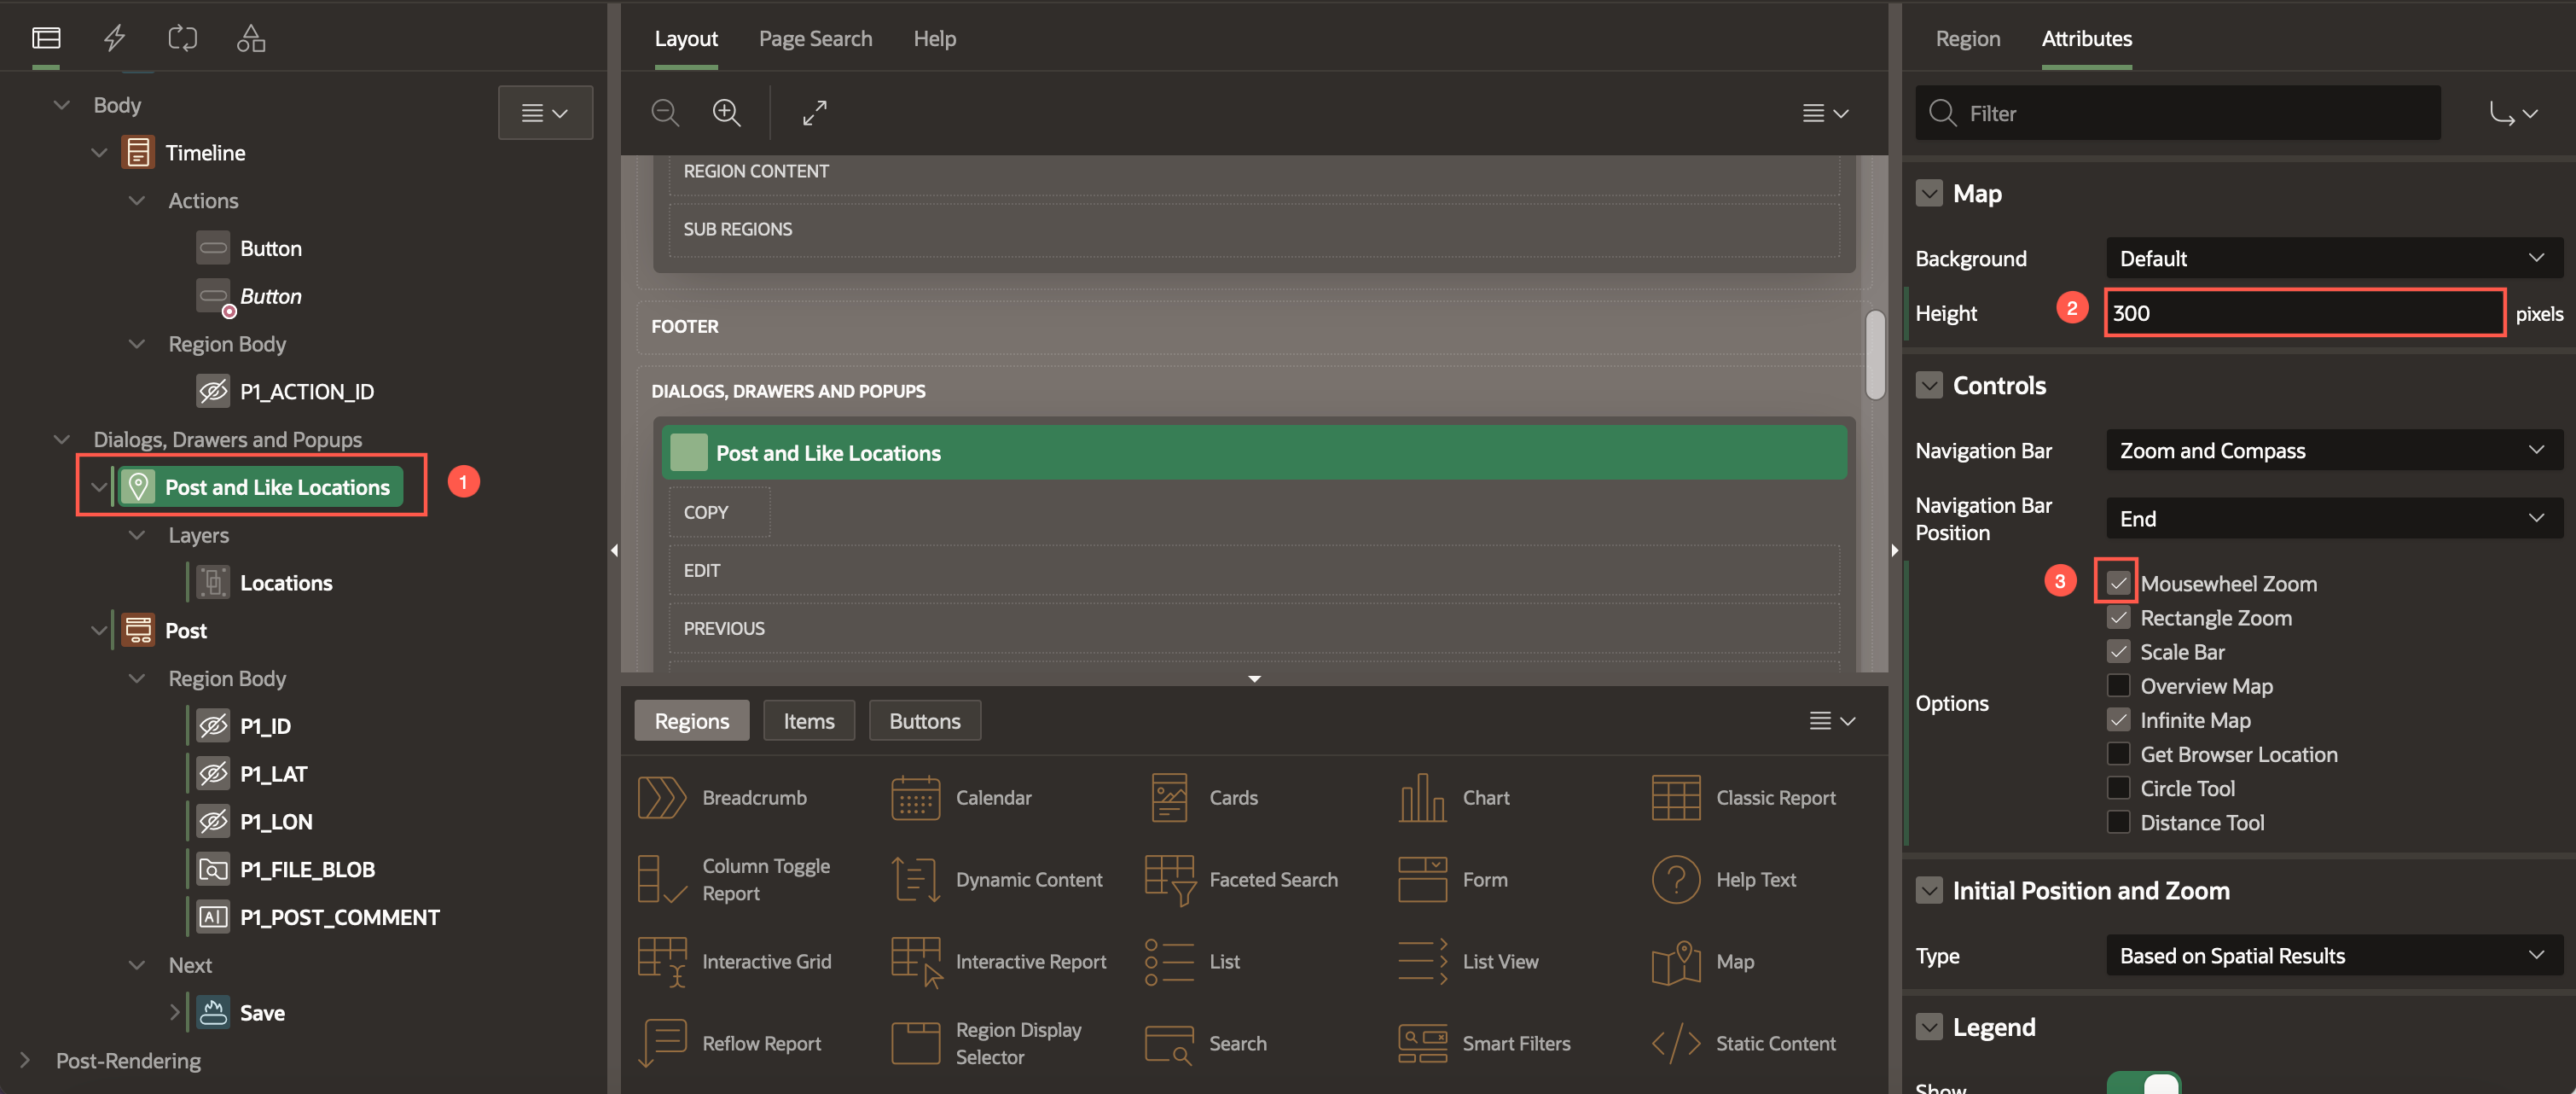 Body
Timeline
Actions
Button
Button
Region Body
P1_ACTION_ID
Dialogs, Drawers and Popups
Post and Like Locations
1
Layers
Locations
Post
Region Body
P1_ID
P1_LAT
P1_LON
P1_FILE_BLOB
P1_POST_COMMENT
Next
Save
Post-Rendering
Layout Page Search Help
REGION CONTENT
SUB REGIONS
FOOTER
DIALOGS, DRAWERS AND POPUPS
Post and Like Locations
COPY
EDIT
PREVIOUS
Regions Items Buttons
Breadcrumb Calendar Cards Chart Classic Report
Column Toggle Report Dynamic Content Faceted Search Form Help Text
Interactive Grid Interactive Report List List View Map
Reflow Report Region Display Selector Search Smart Filters Static Content
Region Attributes
Filter
Map
Background Default
Height 2 300 pixels
Controls
Navigation Bar Zoom and Compass
Navigation Bar Position End
Options
3 Mousewheel Zoom
Rectangle Zoom
Scale Bar
Overview Map
Infinite Map
Get Browser Location
Circle Tool
Distance Tool
Initial Position and Zoom
Type Based on Spatial Results
Legend
Show